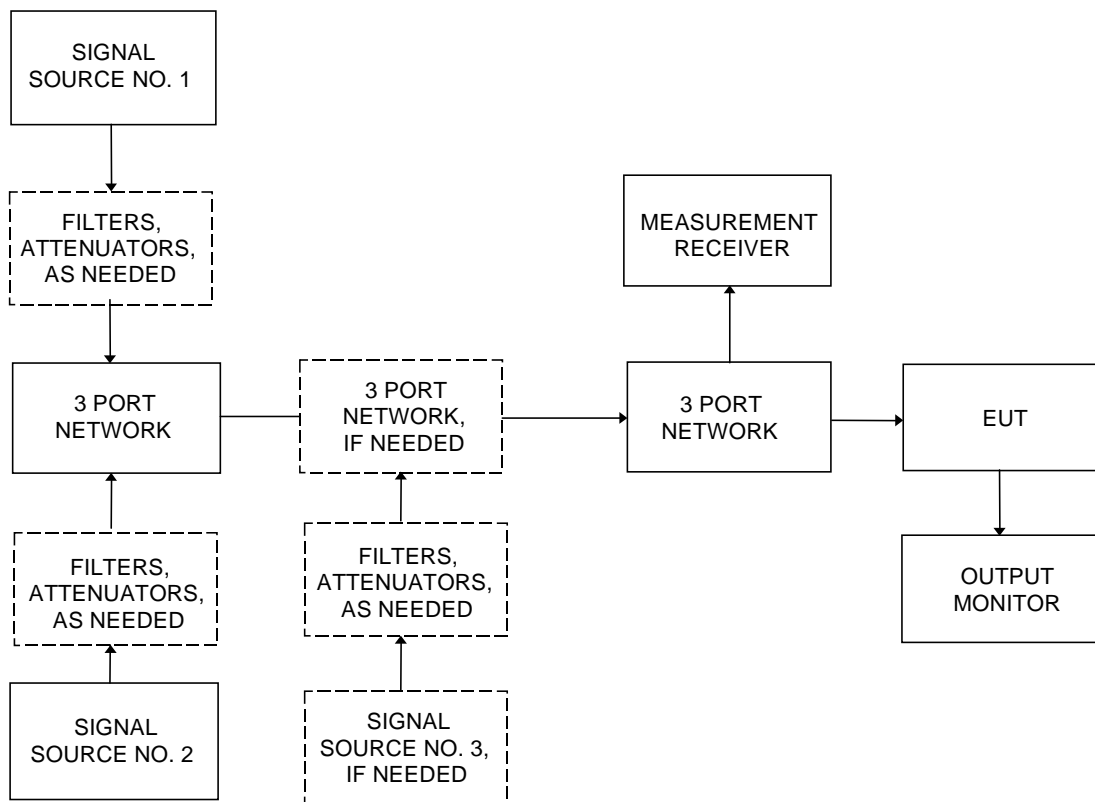 SIGNAL
SOURCE NO. 1
FILTERS,
ATTENUATORS,
AS NEEDED
MEASUREMENT
RECEIVER
3 PORT
NETWORK
3 PORT
NETWORK,
IF NEEDED
3 PORT
NETWORK
EUT
FILTERS,
ATTENUATORS,
AS NEEDED
FILTERS,
ATTENUATORS,
AS NEEDED
OUTPUT
MONITOR
SIGNAL
SOURCE NO. 2
SIGNAL
SOURCE NO. 3,
IF NEEDED